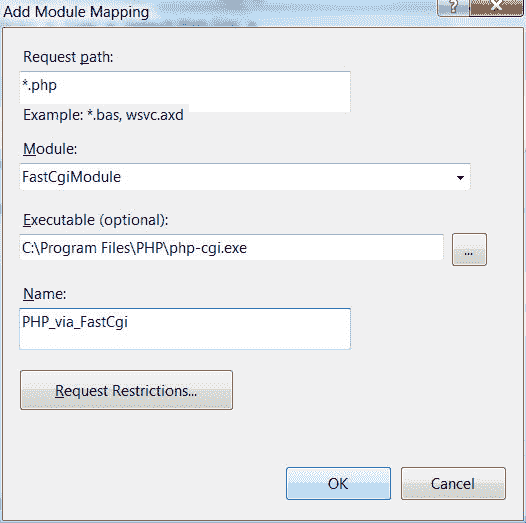 Add Module Mapping
?
Request path:
*.php
Example: *.bas, wsvc.axd
Module:
FastCgiModule
Executable (optional):
C:\Program Files\PHP\php-cgi.exe
...
Name:
PHP_via_FastCgi
Request Restrictions...
OK
Cancel